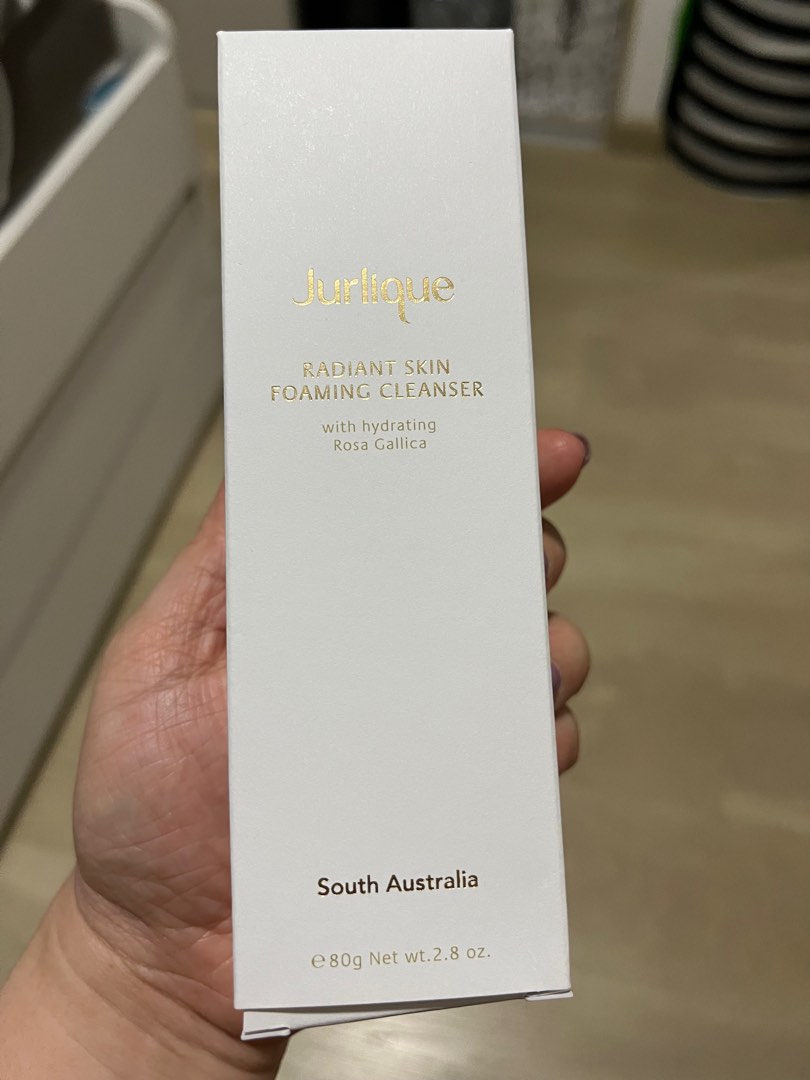 Jurlique
RADIANT SKIN
FOAMING CLEANSER
with hydrating
Rosa Gallica
South Australia
℮80g Net wt.2.8 oz.